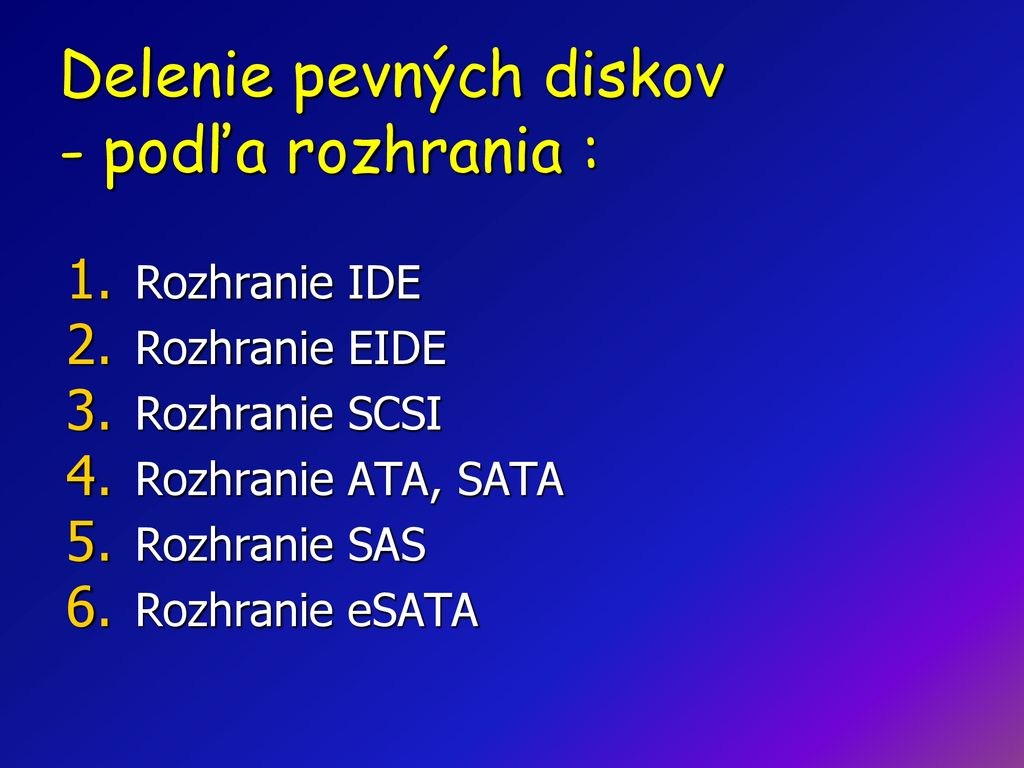 Delenie pevných diskov
- podľa rozhrania :
1. Rozhranie IDE
2. Rozhranie EIDE
3. Rozhranie SCSI
4. Rozhranie ATA, SATA
5. Rozhranie SAS
6. Rozhranie eSATA